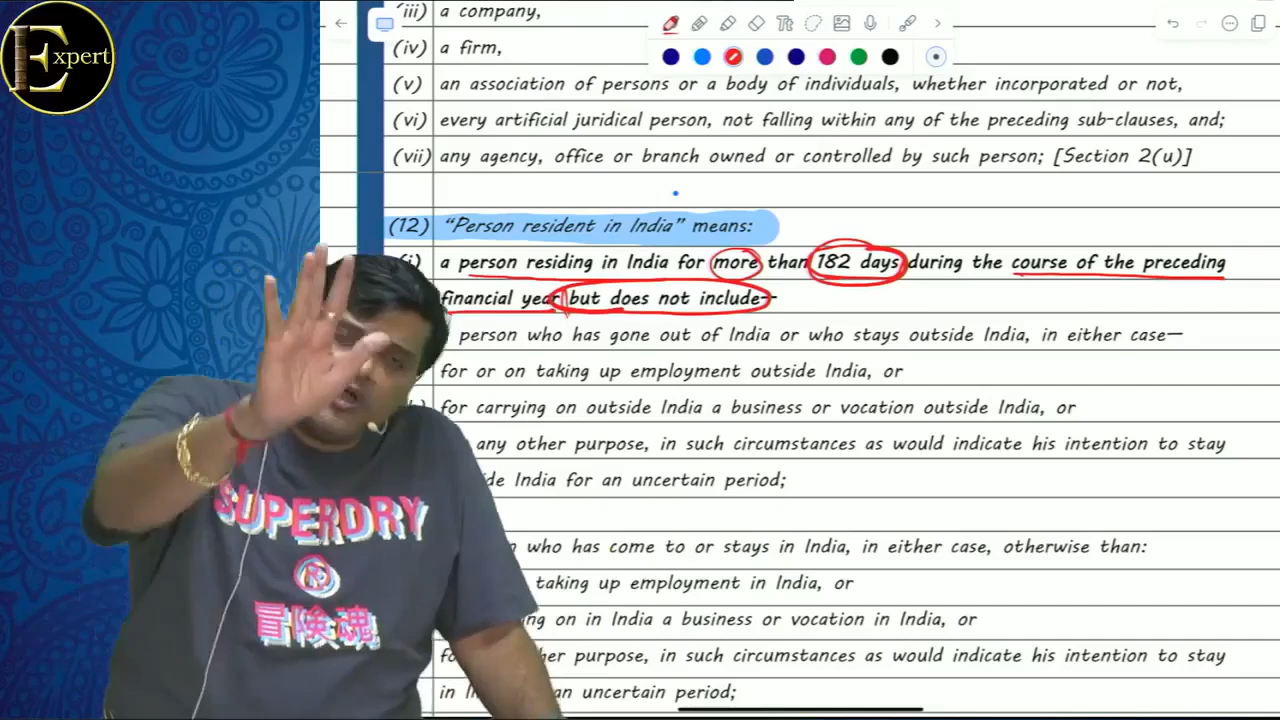 Expert
(iii) a company,
(iv) a firm,
(v) an association of persons or a body of individuals, whether incorporated or not,
(vi) every artificial juridical person, not falling within any of the preceding sub-clauses, and;
(vii) any agency, office or branch owned or controlled by such person; [Section 2(u)]
(12) “Person resident in India” means:
(i) a person residing in India for more than 182 days during the course of the preceding
financial year but does not include—
person who has gone out of India or who stays outside India, in either case—
for or on taking up employment outside India, or
for carrying on outside India a business or vocation outside India, or
any other purpose, in such circumstances as would indicate his intention to stay
India for an uncertain period;
who has come to or stays in India, in either case, otherwise than:
taking up employment in India, or
on in India a business or vocation in India, or
purpose, in such circumstances as would indicate his intention to stay
in an uncertain period;
SUPERDRY
冒険魂